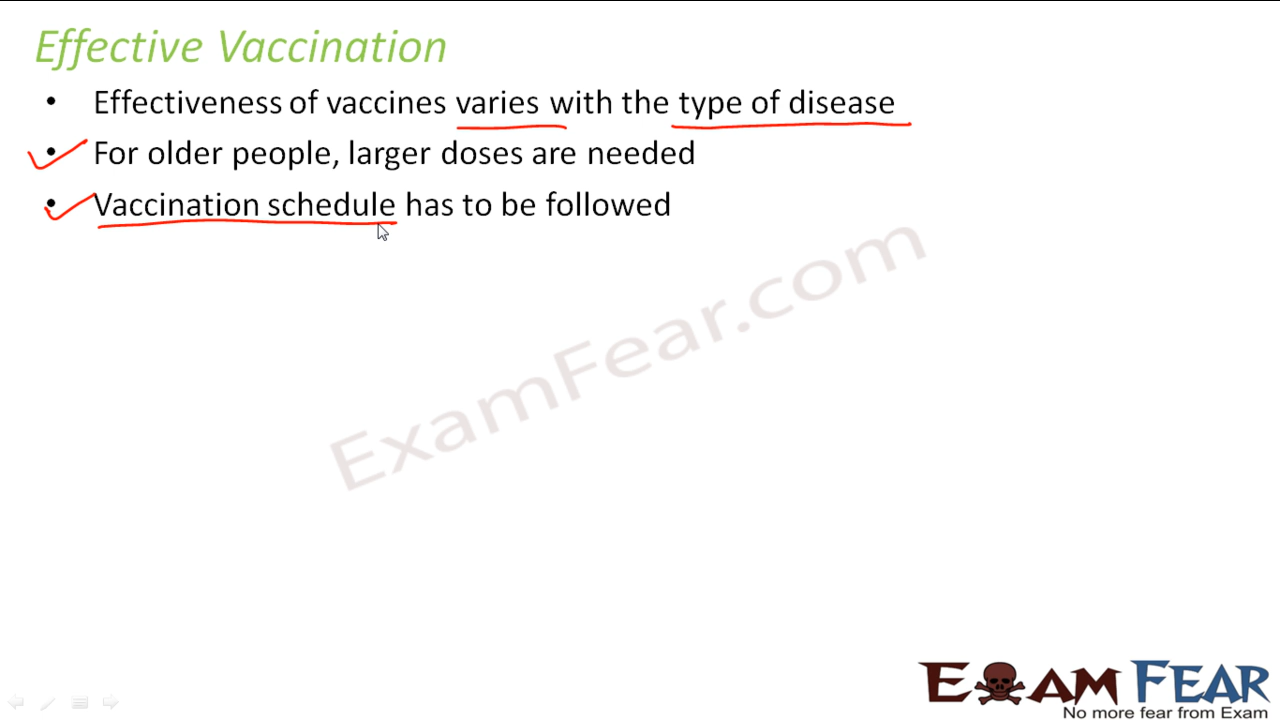 Effective Vaccination
• Effectiveness of vaccines varies with the type of disease
• For older people, larger doses are needed
• Vaccination schedule has to be followed
ExamFear.com
EXAM FEAR
No more fear from Exam